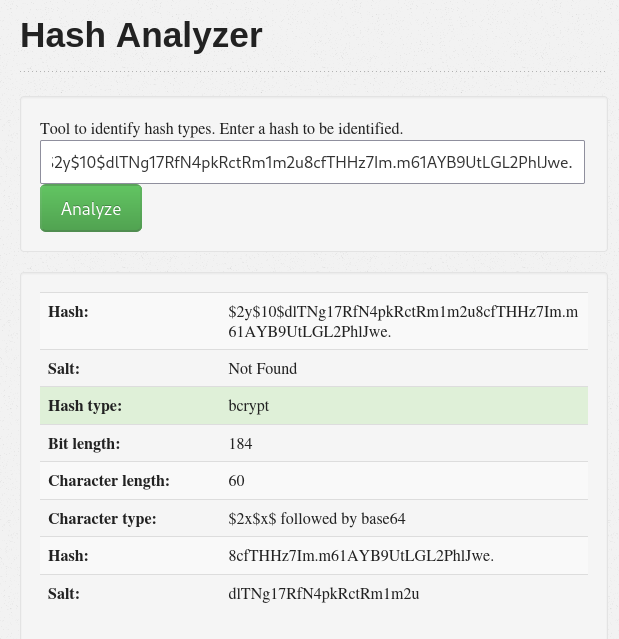 Hash Analyzer
Tool to identify hash types. Enter a hash to be identified.
2y$10$dlTNg17RfN4pkRctRm1m2u8cfTHHz7Im.m61AYB9UtLGL2PhlJwe.
Analyze
Hash: $2y$10$dlTNg17RfN4pkRctRm1m2u8cfTHHz7Im.m
61AYB9UtLGL2PhlJwe.
Salt: Not Found
Hash type: bcrypt
Bit length: 184
Character length: 60
Character type: $2x$x$ followed by base64
Hash: 8cfTHHz7Im.m61AYB9UtLGL2PhlJwe.
Salt: dlTNg17RfN4pkRctRm1m2u